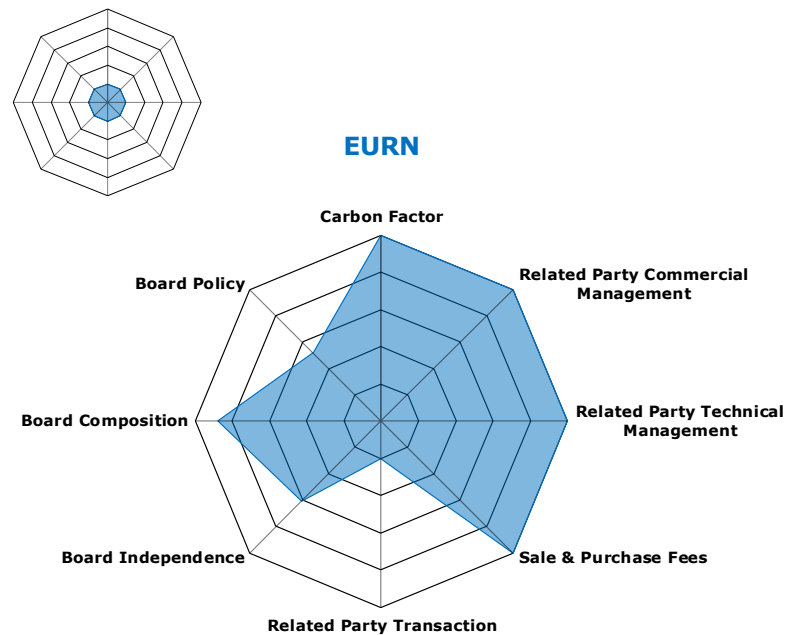 EURN
Carbon Factor
Related Party Commercial
Management
Board Policy
Related Party Technical
Management
Board Composition
Board Independence
Sale & Purchase Fees
Related Party Transaction